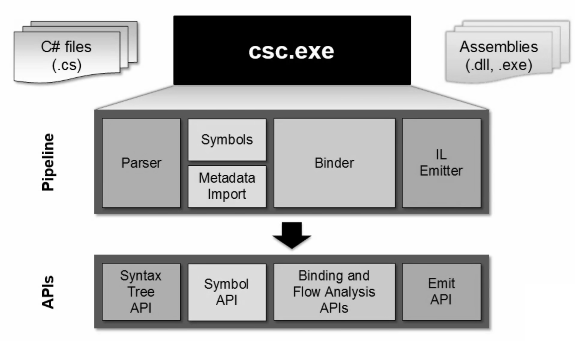 C# files
(.cs)
csc.exe
Assemblies
(.dll, .exe)
Pipeline
Parser
Symbols
Metadata
Import
Binder
IL
Emitter
APIs
Syntax
Tree
API
Symbol
API
Binding and
Flow Analysis
APIs
Emit
API